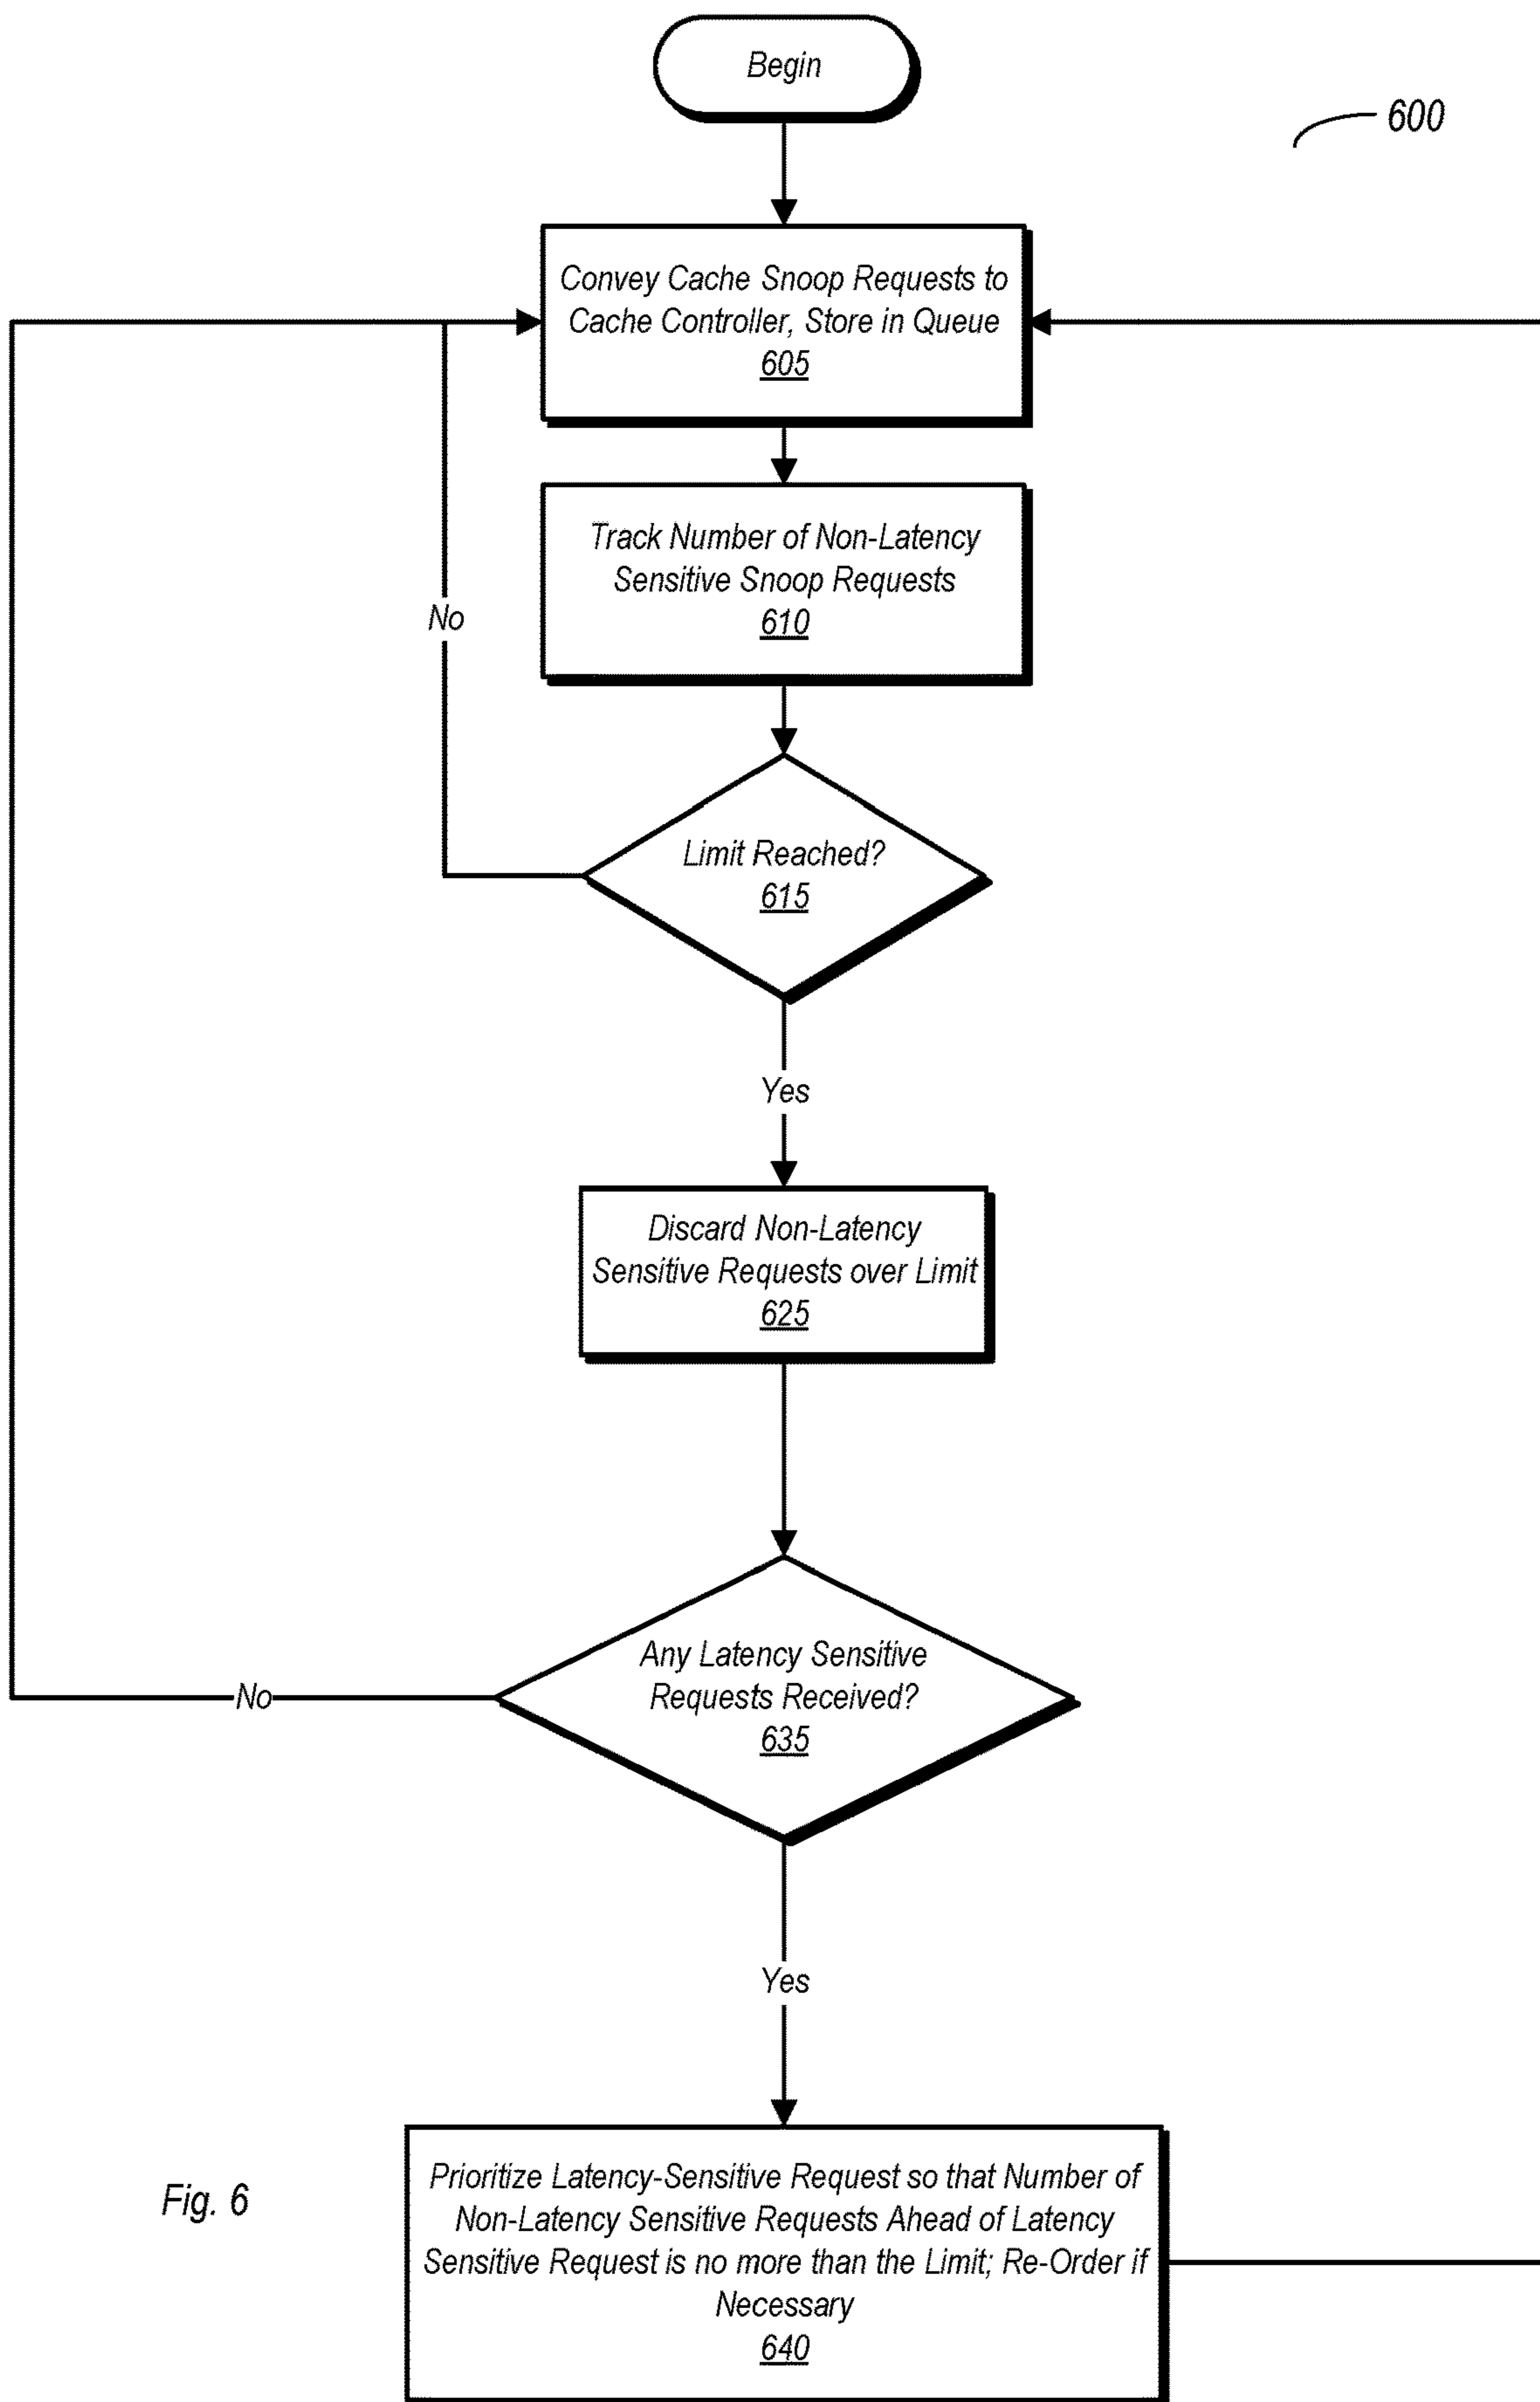 Begin
600
Convey Cache Snoop Requests to
Cache Controller, Store in Queue
605
Track Number of Non-Latency
Sensitive Snoop Requests
610
No
Limit Reached?
615
Yes
Discard Non-Latency
Sensitive Requests over Limit
625
Any Latency Sensitive
Requests Received?
635
No
Yes
Prioritize Latency-Sensitive Request so that Number of
Non-Latency Sensitive Requests Ahead of Latency
Sensitive Request is no more than the Limit; Re-Order if
Necessary
640
Fig. 6